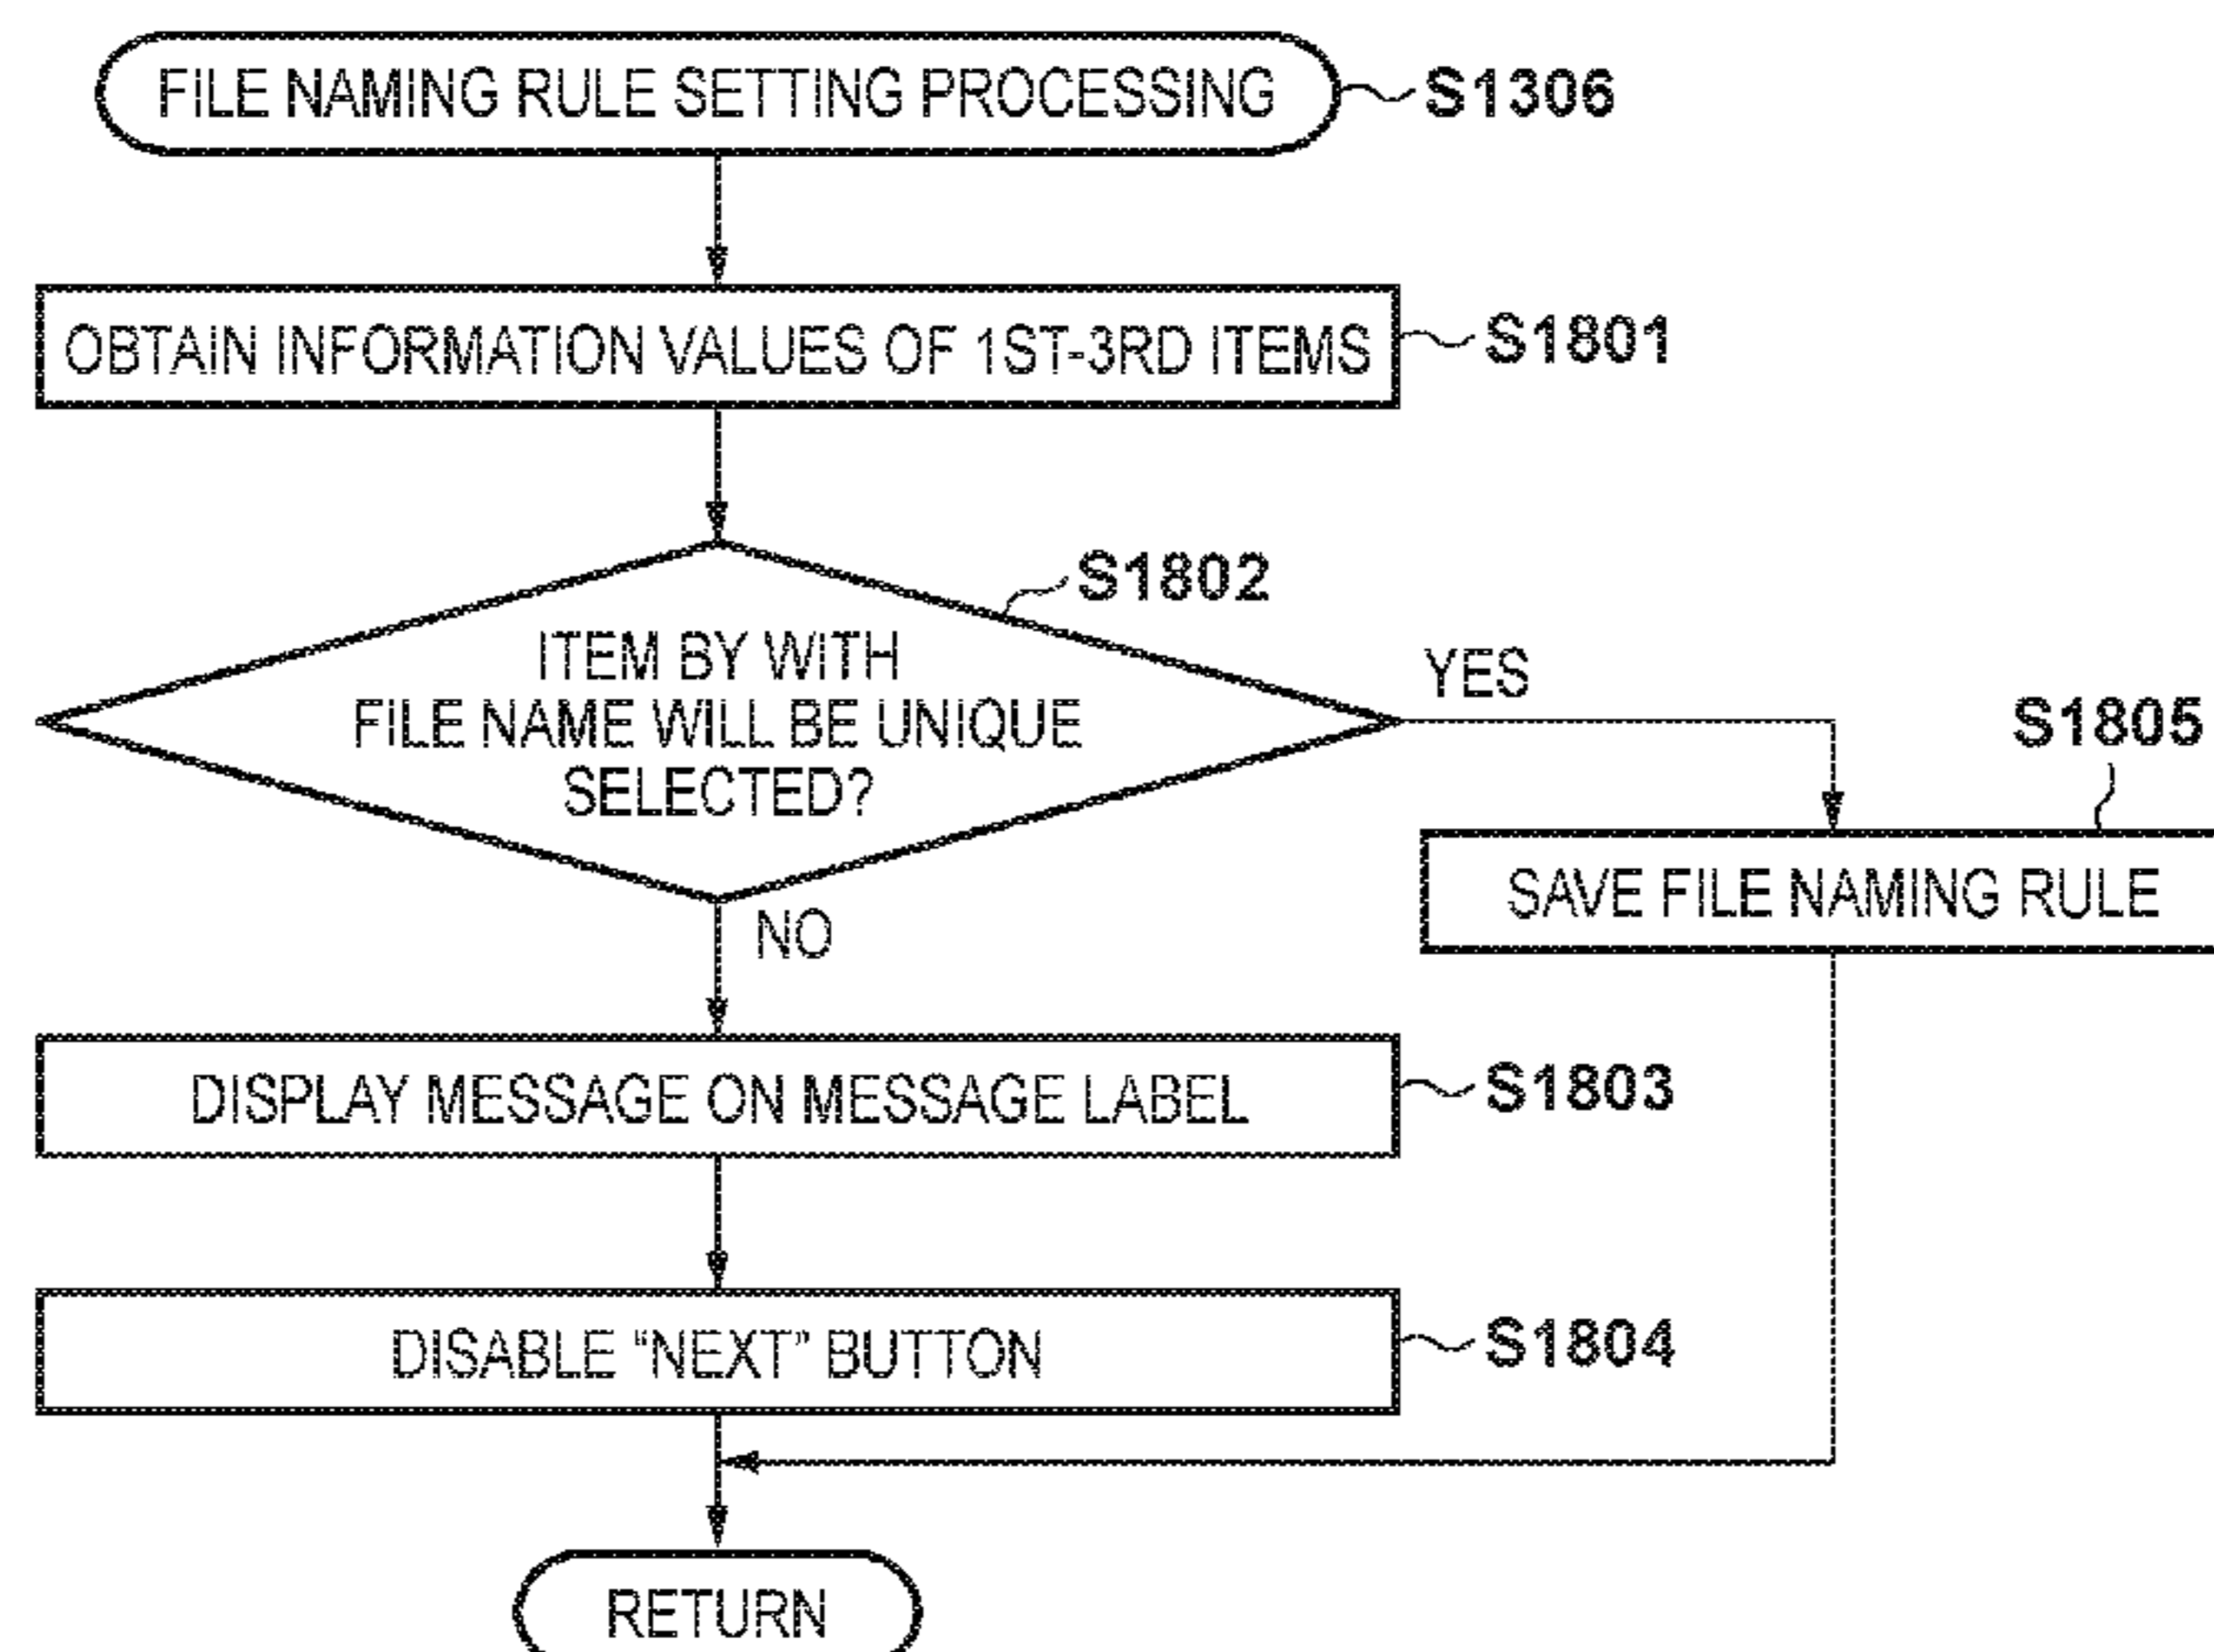 FILE NAMING RULE SETTING PROCESSING
S1306
OBTAIN INFORMATION VALUES OF 1ST-3RD ITEMS
S1801
S1802
ITEM BY WITH
FILE NAME WILL BE UNIQUE
SELECTED?
YES
S1805
SAVE FILE NAMING RULE
NO
DISPLAY MESSAGE ON MESSAGE LABEL
S1803
DISABLE “NEXT” BUTTON
S1804
RETURN